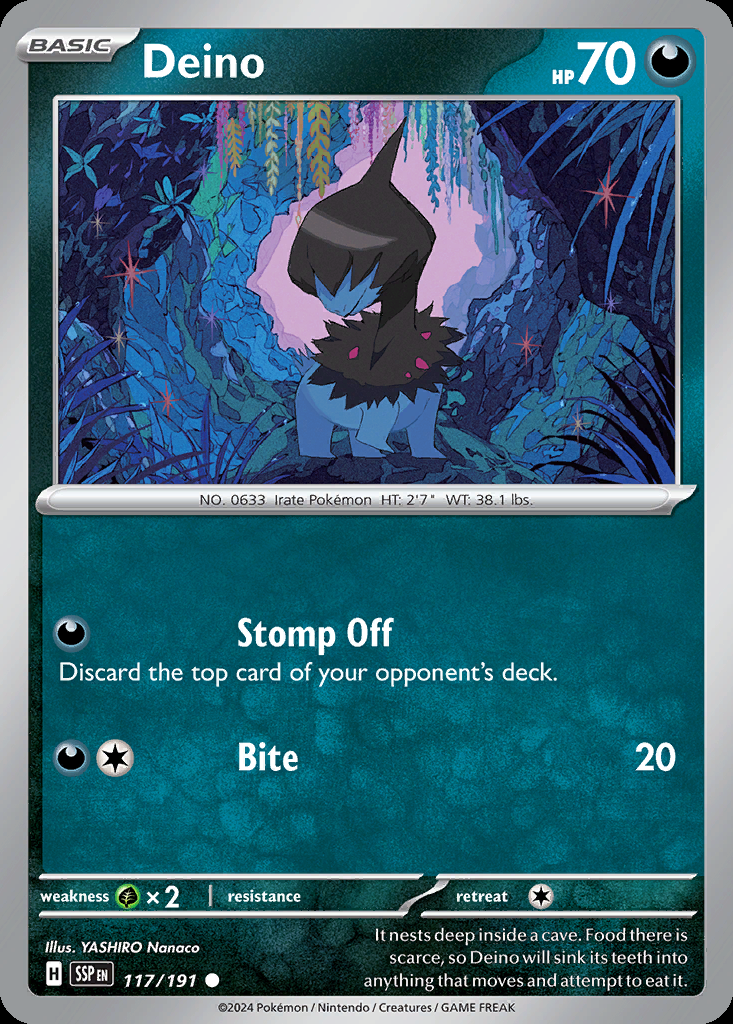 BASIC
Deino
HP 70
NO. 0633 Irate Pokémon HT: 2'7" WT: 38.1 lbs.
Stomp Off
Discard the top card of your opponent's deck.
Bite 20
weakness ×2 resistance retreat
Illus. YASHIRO Nanaco
It nests deep inside a cave. Food there is
scarce, so Deino will sink its teeth into
anything that moves and attempt to eat it.
H SSP EN 117/191
©2024 Pokémon / Nintendo / Creatures / GAME FREAK